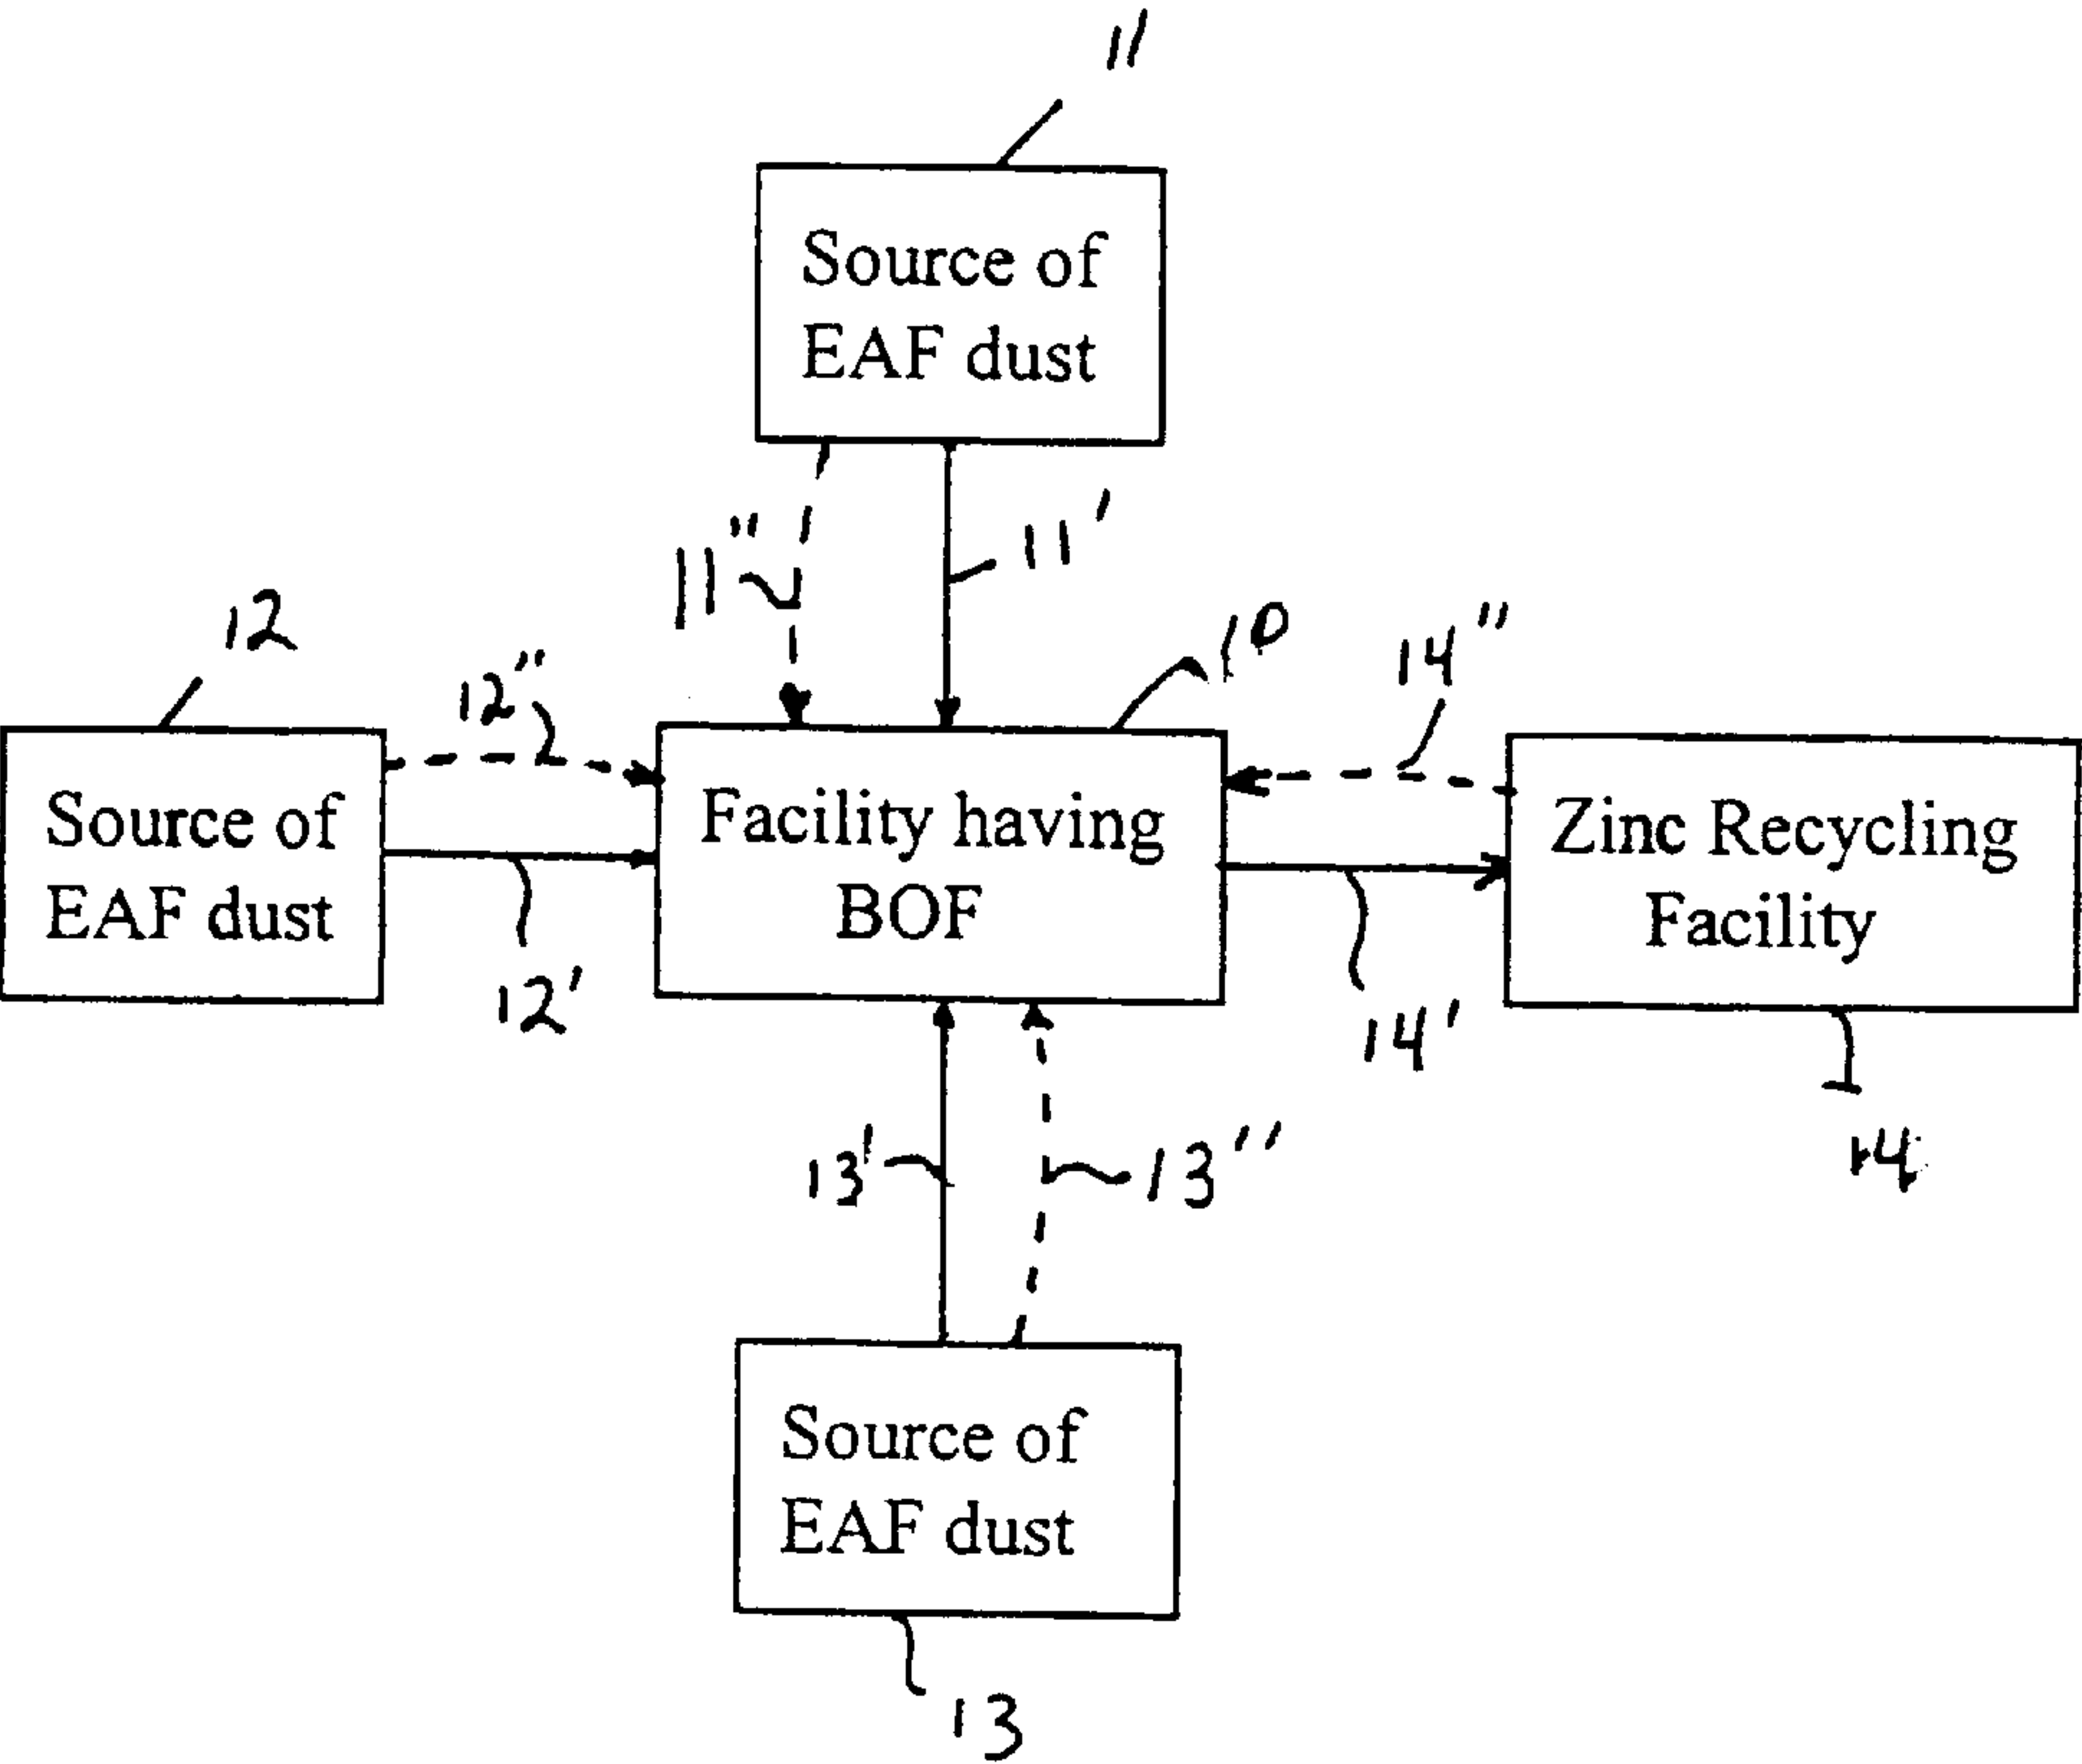 11
Source of
EAF dust
11"
11'
12
12"
10
14"
Source of
EAF dust
Facility having
BOF
Zinc Recycling
Facility
12'
14'
13'
13"
14
Source of
EAF dust
13